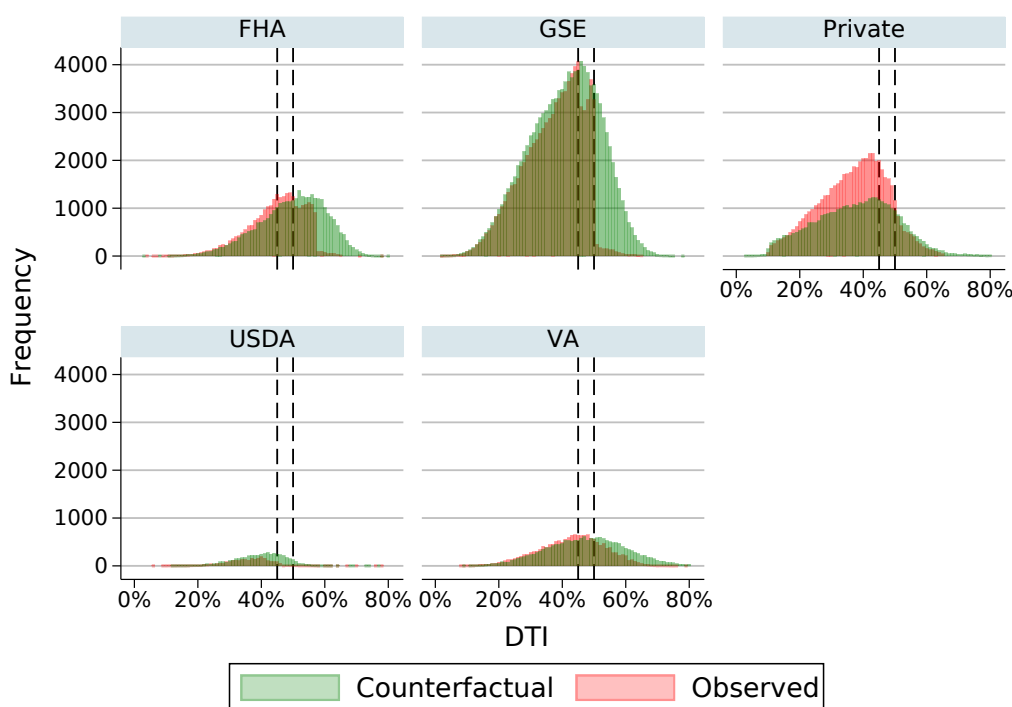 FHA
GSE
Private
4000
3000
2000
1000
0
0% 20% 40% 60% 80%
Frequency
USDA
VA
4000
3000
2000
1000
0
0% 20% 40% 60% 80%
0% 20% 40% 60% 80%
DTI
Counterfactual
Observed